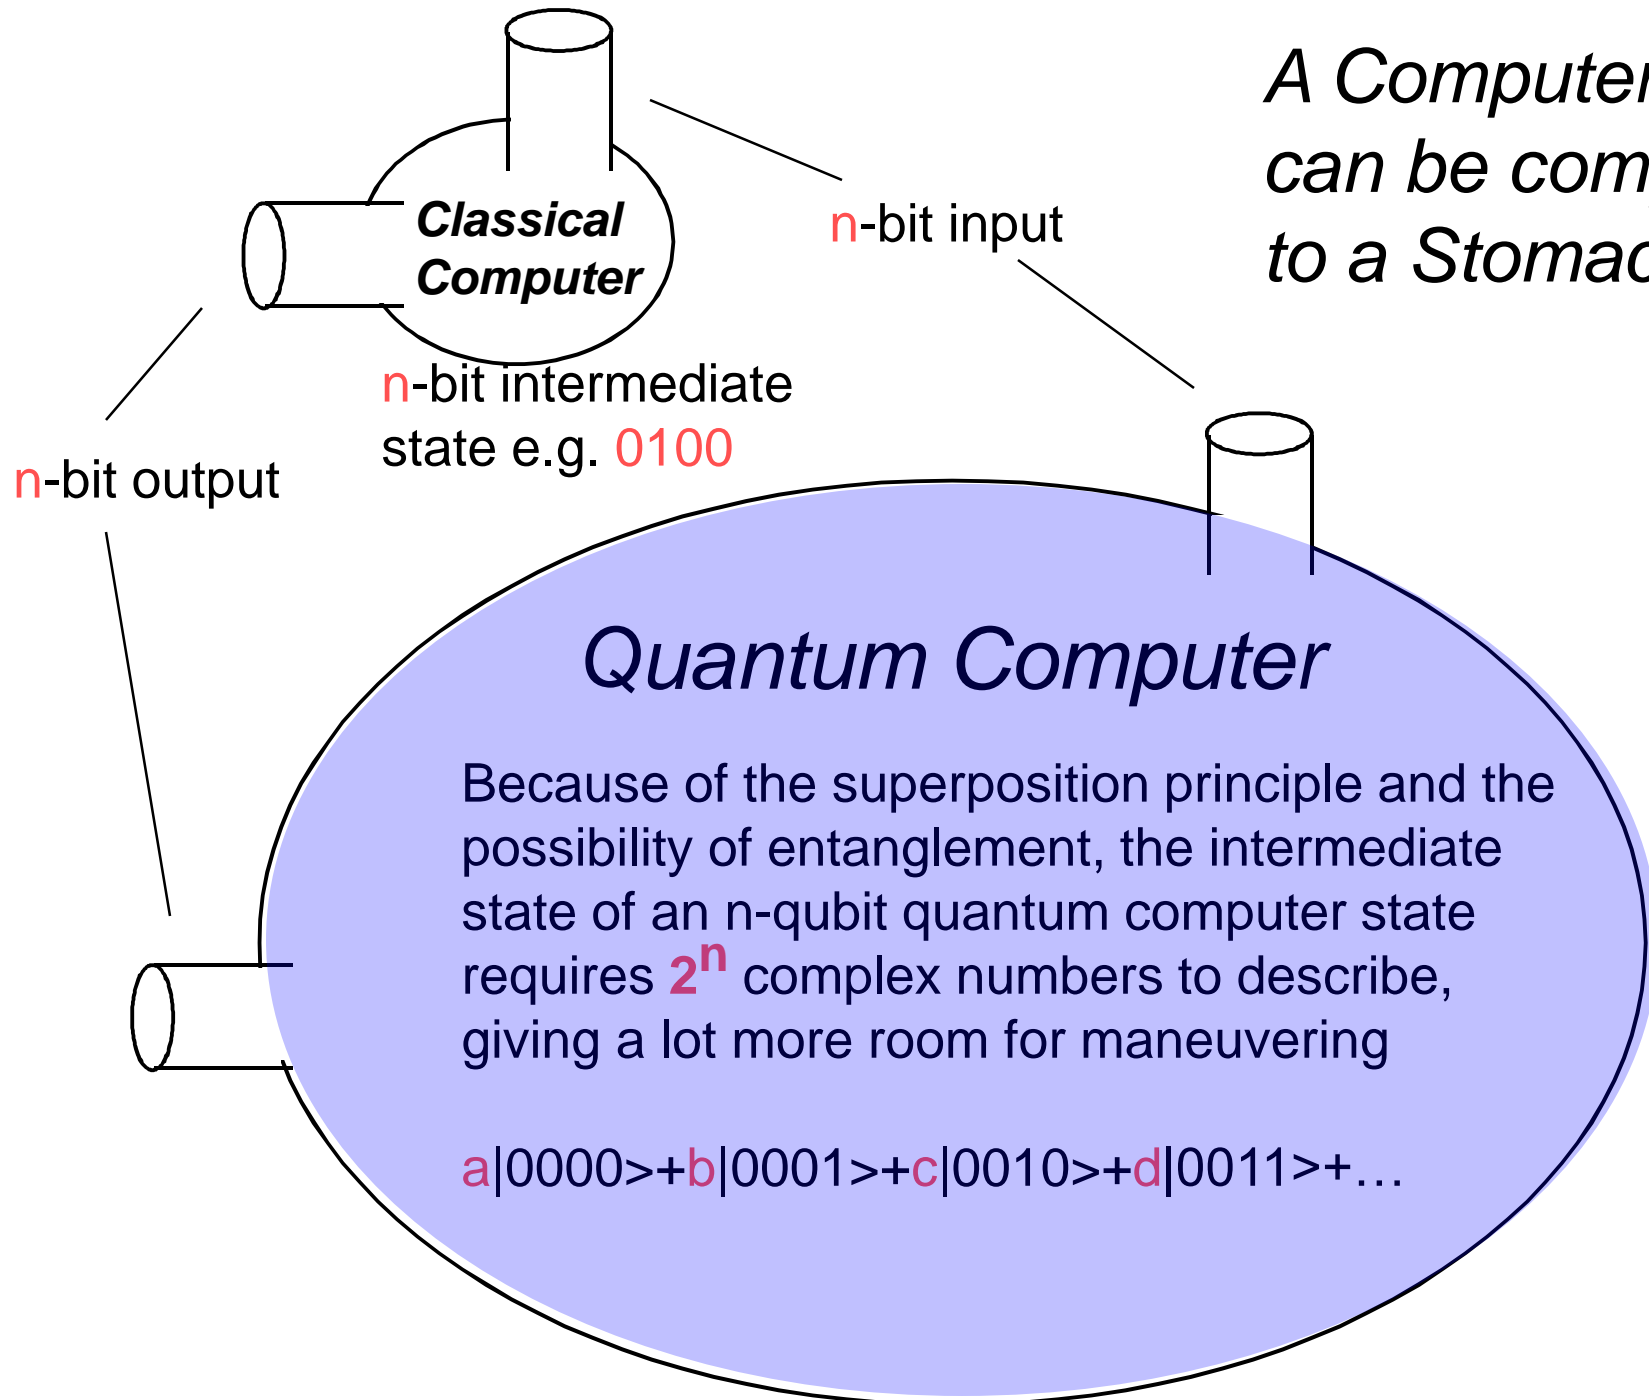 A Computer
can be com
to a Stomac
Classical
Computer
n-bit input
n-bit intermediate
state e.g. 0100
n-bit output
Quantum Computer
Because of the superposition principle and the
possibility of entanglement, the intermediate
state of an n-qubit quantum computer state
requires 2ⁿ complex numbers to describe,
giving a lot more room for maneuvering
a|0000>+b|0001>+c|0010>+d|0011>+…